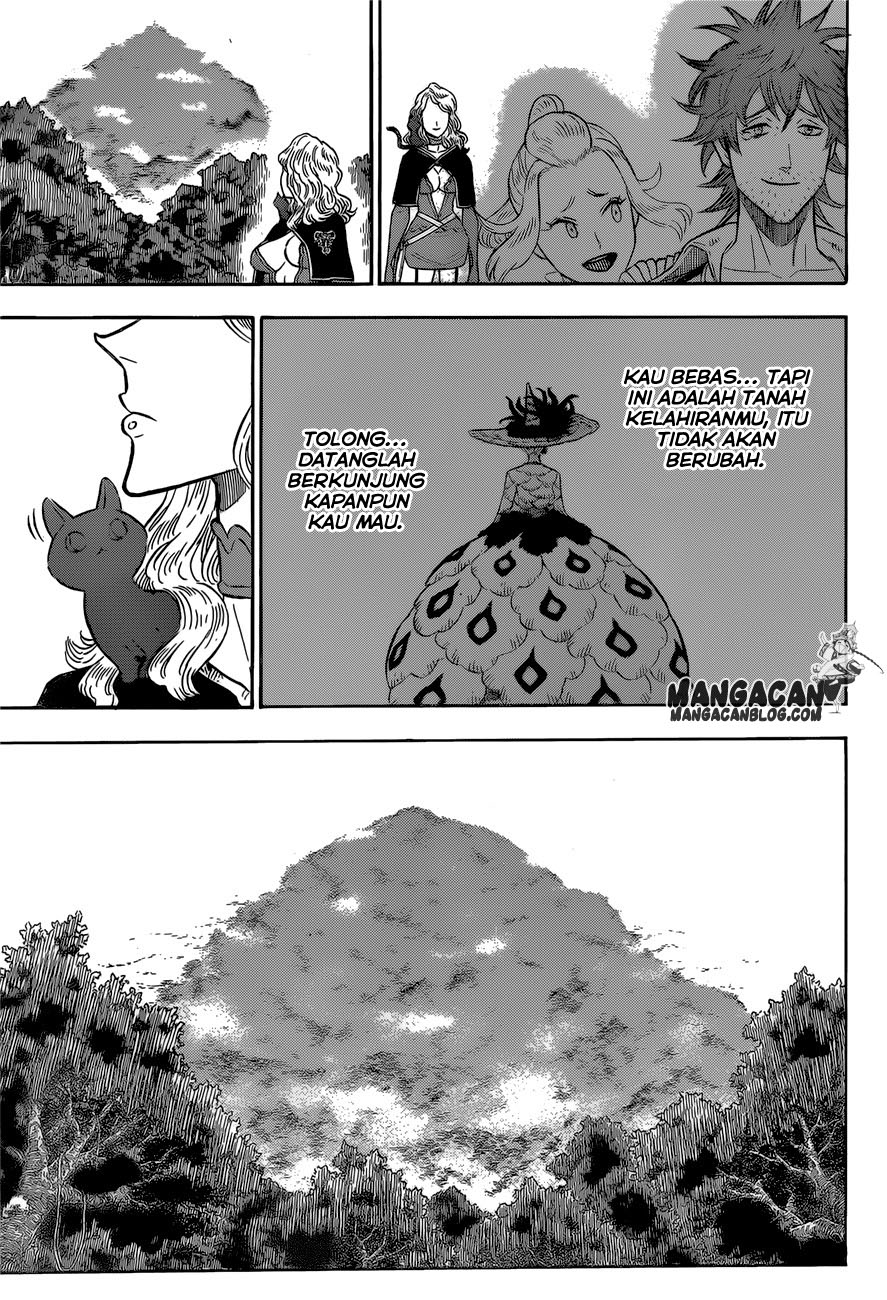 KAU BEBAS... TAPI
INI ADALAH TANAH
KELAHIRANMU, ITU
TIDAK AKAN
BERUBAH.
TOLONG...
DATANGLAH
BERKUNJUNG
KAPANPUN
KAU MAU.
MANGACAN
MANGACANBLOG.COM